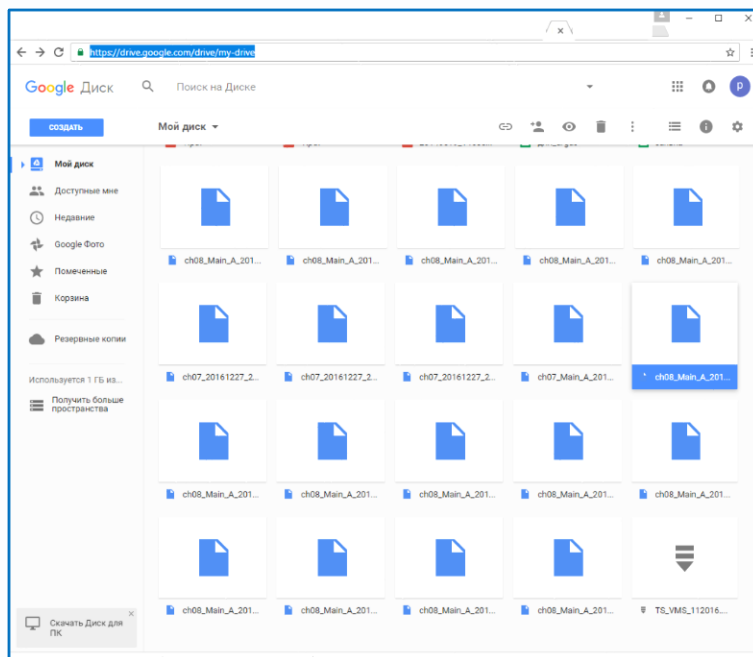 https://drive.google.com/drive/my-drive
Google Диск
Поиск на Диске
p
СОЗДАТЬ
Мой диск
Мой диск
Доступные мне
Недавние
Google Фото
Помеченные
Корзина
Резервные копии
Используется 1 ГБ из...
Получить больше
пространства
ch08_Main_A_201... ch08_Main_A_201... ch08_Main_A_201... ch08_Main_A_201... ch08_Main_A_201...
ch07_20161227_2... ch07_20161227_2... ch07_20161227_2... ch07_Main_A_201... ch08_Main_A_201...
ch08_Main_A_201... ch08_Main_A_201... ch08_Main_A_201... ch08_Main_A_201... ch08_Main_A_201...
ch08_Main_A_201... ch08_Main_A_201... ch08_Main_A_201... ch08_Main_A_201... TS_VMS_112016....
Скачать Диск для
ПК